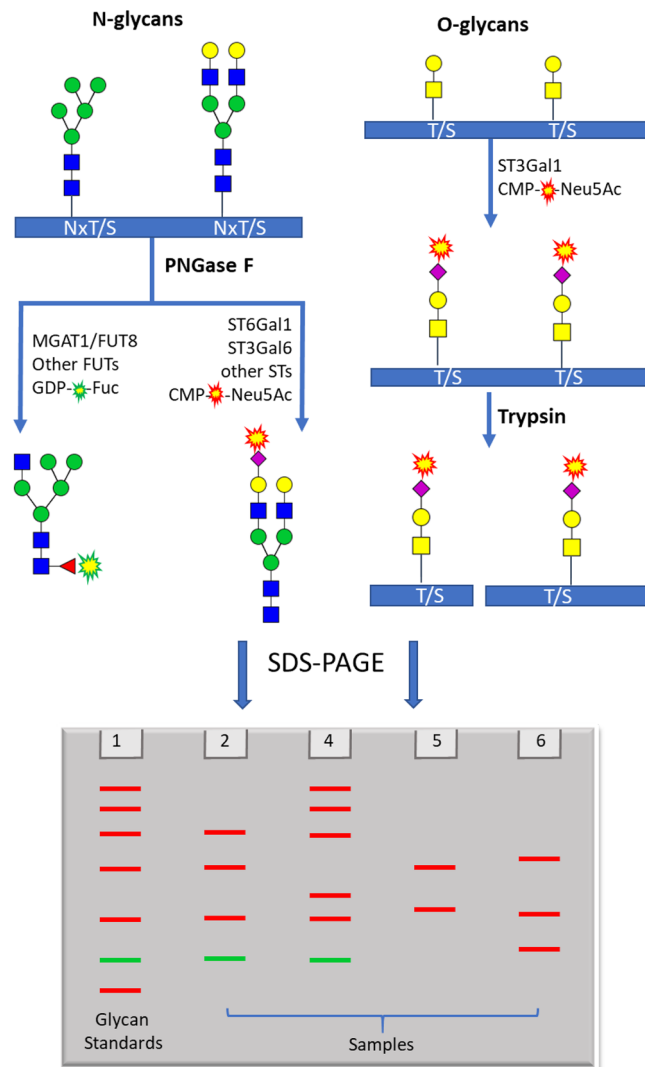 N-glycans
O-glycans
NxT/S
NxT/S
T/S
T/S
PNGase F
ST3Gal1
CMP- -Neu5Ac
MGAT1/FUT8
Other FUTs
GDP- -Fuc
ST6Gal1
ST3Gal6
other STs
CMP- -Neu5Ac
T/S
T/S
Trypsin
T/S
T/S
SDS-PAGE
1
2
4
5
6
Glycan
Standards
Samples